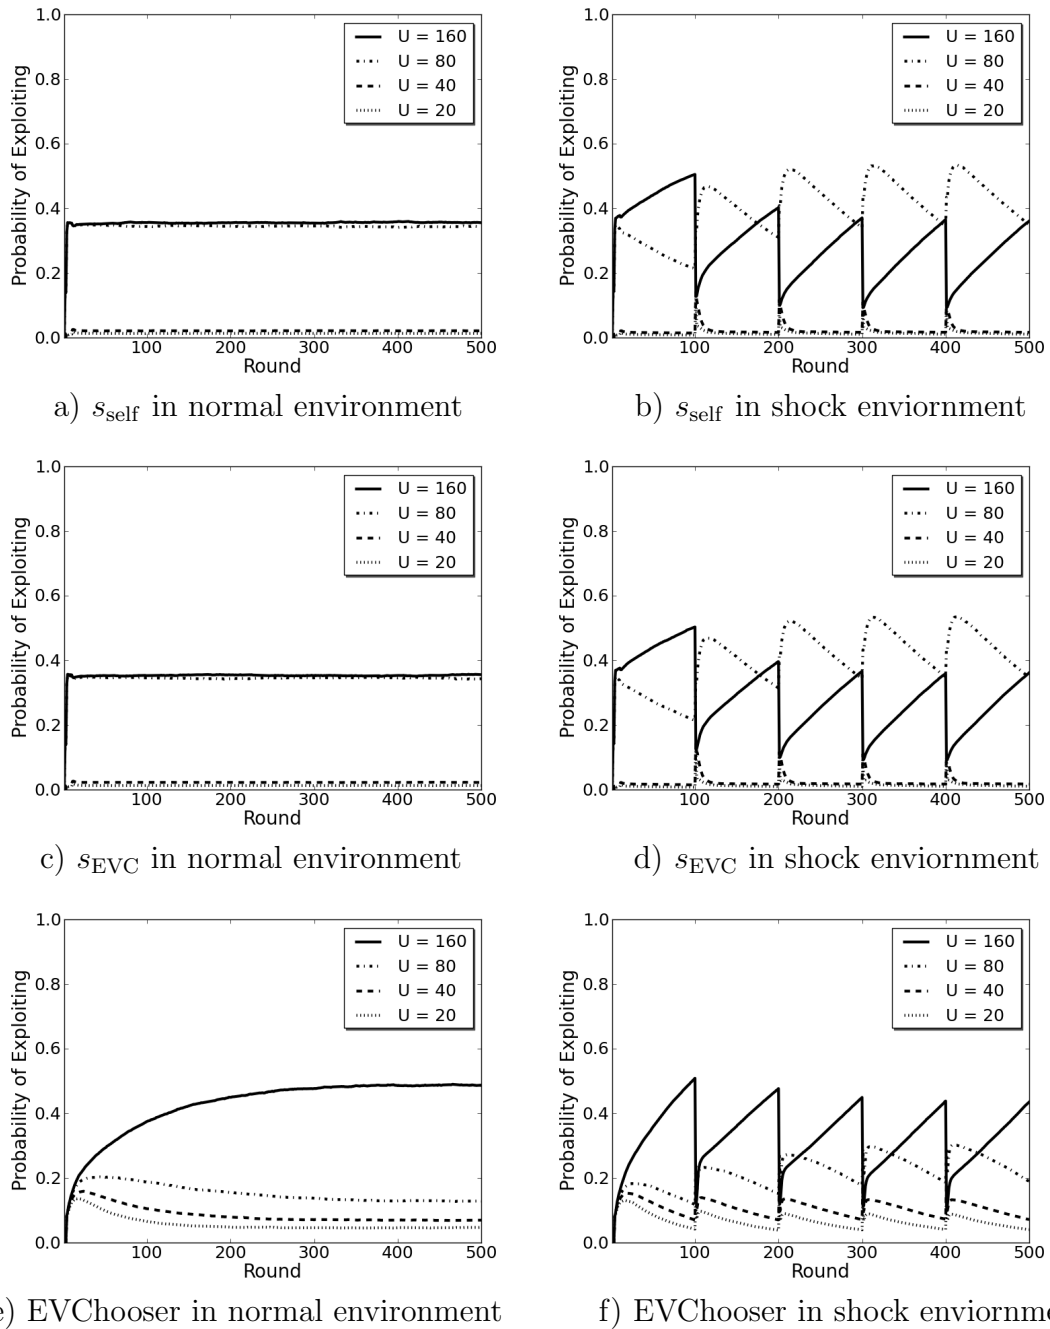 1.0
0.8
0.6
0.4
0.2
0.0
Probability of Exploiting
U = 160
U = 80
U = 40
U = 20
100 200 300 400 500
Round
a) s_self in normal environment
1.0
0.8
0.6
0.4
0.2
0.0
Probability of Exploiting
U = 160
U = 80
U = 40
U = 20
100 200 300 400 500
Round
b) s_self in shock enviornment
1.0
0.8
0.6
0.4
0.2
0.0
Probability of Exploiting
U = 160
U = 80
U = 40
U = 20
100 200 300 400 500
Round
c) s_EVC in normal environment
1.0
0.8
0.6
0.4
0.2
0.0
Probability of Exploiting
U = 160
U = 80
U = 40
U = 20
100 200 300 400 500
Round
d) s_EVC in shock enviornment
1.0
0.8
0.6
0.4
0.2
0.0
Probability of Exploiting
U = 160
U = 80
U = 40
U = 20
100 200 300 400 500
Round
e) EVChooser in normal environment
1.0
0.8
0.6
0.4
0.2
0.0
Probability of Exploiting
U = 160
U = 80
U = 40
U = 20
100 200 300 400 500
Round
f) EVChooser in shock enviornme